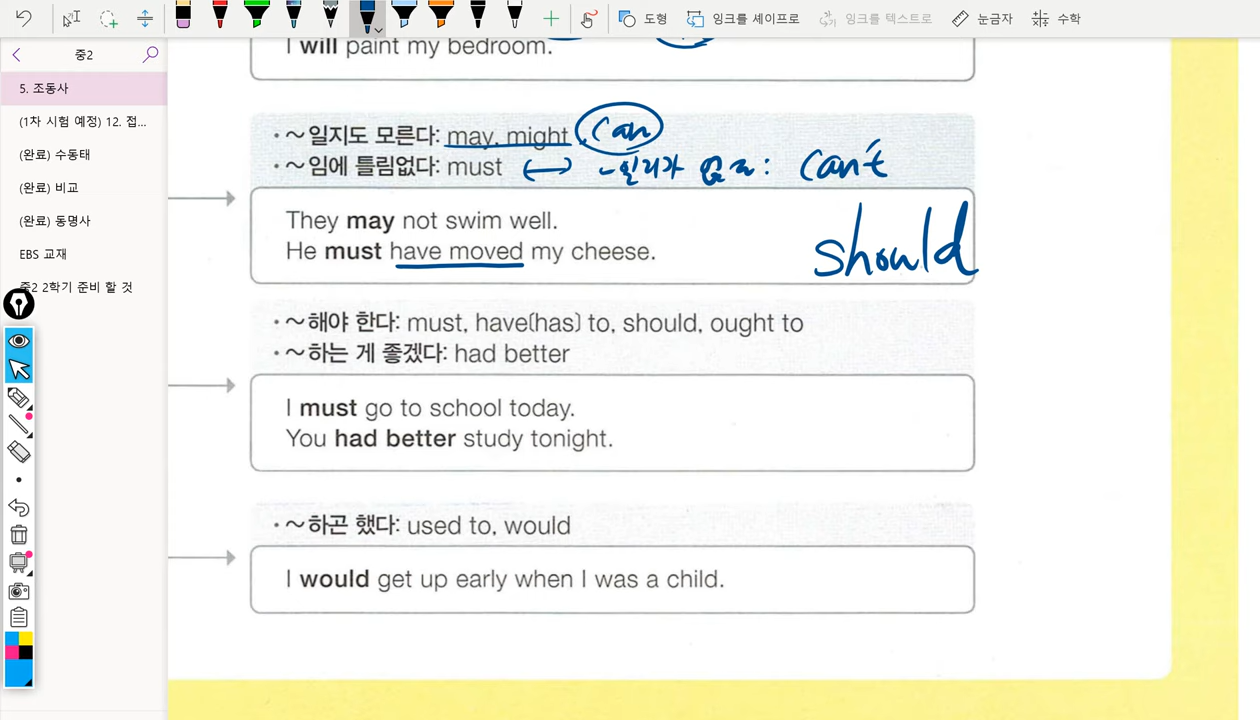 도형
잉크를 셰이프로
잉크를 텍스트로
눈금자
수학
중2
5. 조동사
(1차 시험 예정) 12. 접...
(완료) 수동태
(완료) 비교
(완료) 동명사
EBS 교재
중2 2학기 준비 할 것
I will paint my bedroom.
· ~일지도 모른다: may, might, can
· ~임에 틀림없다: must ↔ ~일리가 없다: can't
They may not swim well.
He must have moved my cheese.
should
· ~해야 한다: must, have(has) to, should, ought to
· ~하는 게 좋겠다: had better
I must go to school today.
You had better study tonight.
· ~하곤 했다: used to, would
I would get up early when I was a child.